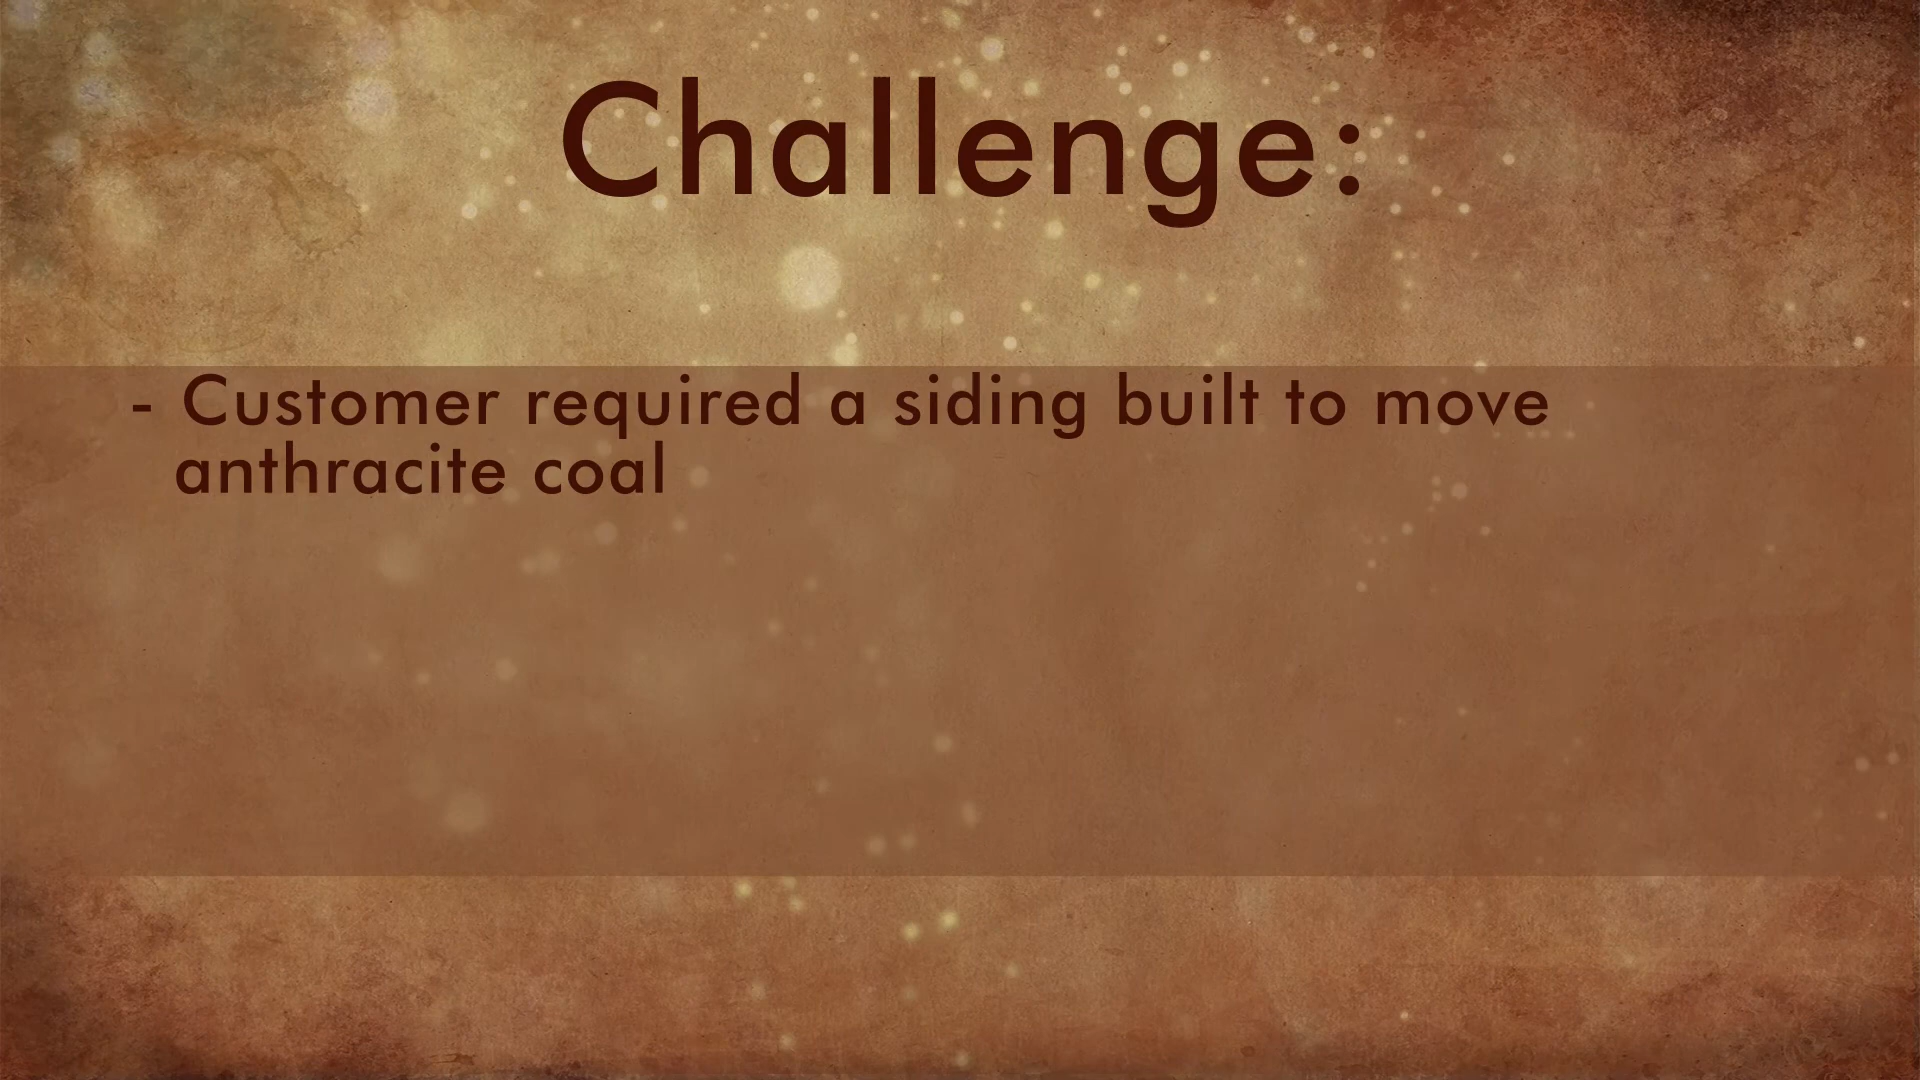 Challenge:
- Customer required a siding built to move
anthracite coal